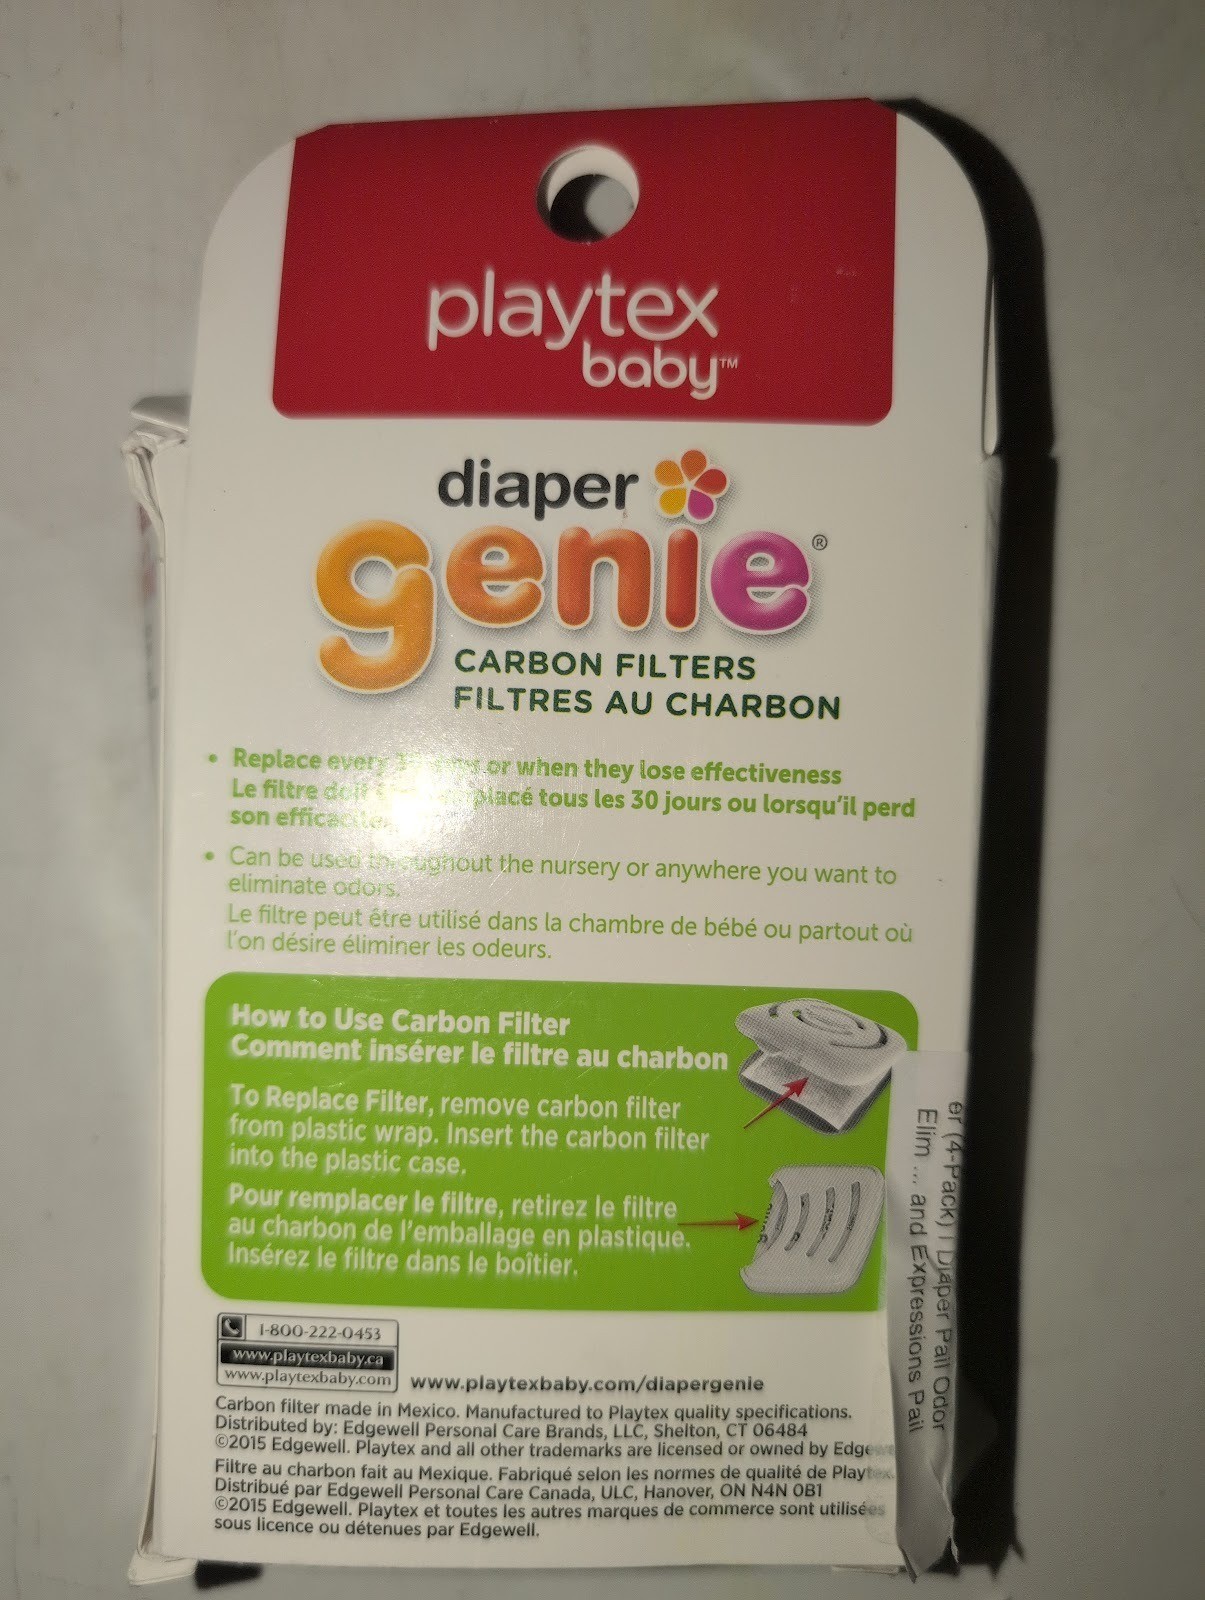 playtex
baby™
diaper
genie®
CARBON FILTERS
FILTRES AU CHARBON
• Replace every or when they lose effectiveness
Le filtre doit tous les 30 jours ou lorsqu'il perd
son efficacité.
• Can be used throughout the nursery or anywhere you want to
eliminate odors.
Le filtre peut être utilisé dans la chambre de bébé ou partout où
l'on désire éliminer les odeurs.
How to Use Carbon Filter
Comment insérer le filtre au charbon
To Replace Filter, remove carbon filter
from plastic wrap. Insert the carbon filter
into the plastic case.
Pour remplacer le filtre, retirez le filtre
au charbon de l'emballage en plastique.
Insérez le filtre dans le boîtier.
1-800-222-0453
www.playtexbaby.ca
www.playtexbaby.com
www.playtexbaby.com/diapergenie
Carbon filter made in Mexico. Manufactured to Playtex quality specifications.
Distributed by: Edgewell Personal Care Brands, LLC, Shelton, CT 06484
©2015 Edgewell. Playtex and all other trademarks are licensed or owned by Edgewe
Filtre au charbon fait au Mexique. Fabriqué selon les normes de qualité de Playtex.
Distribué par Edgewell Personal Care Canada, ULC, Hanover, ON N4N 0B1
©2015 Edgewell. Playtex et toutes les autres marques de commerce sont utilisées
sous licence ou détenues par Edgewell.
er (4-Pack) | Diaper Pail Odor
Elim ... and Expressions Pail